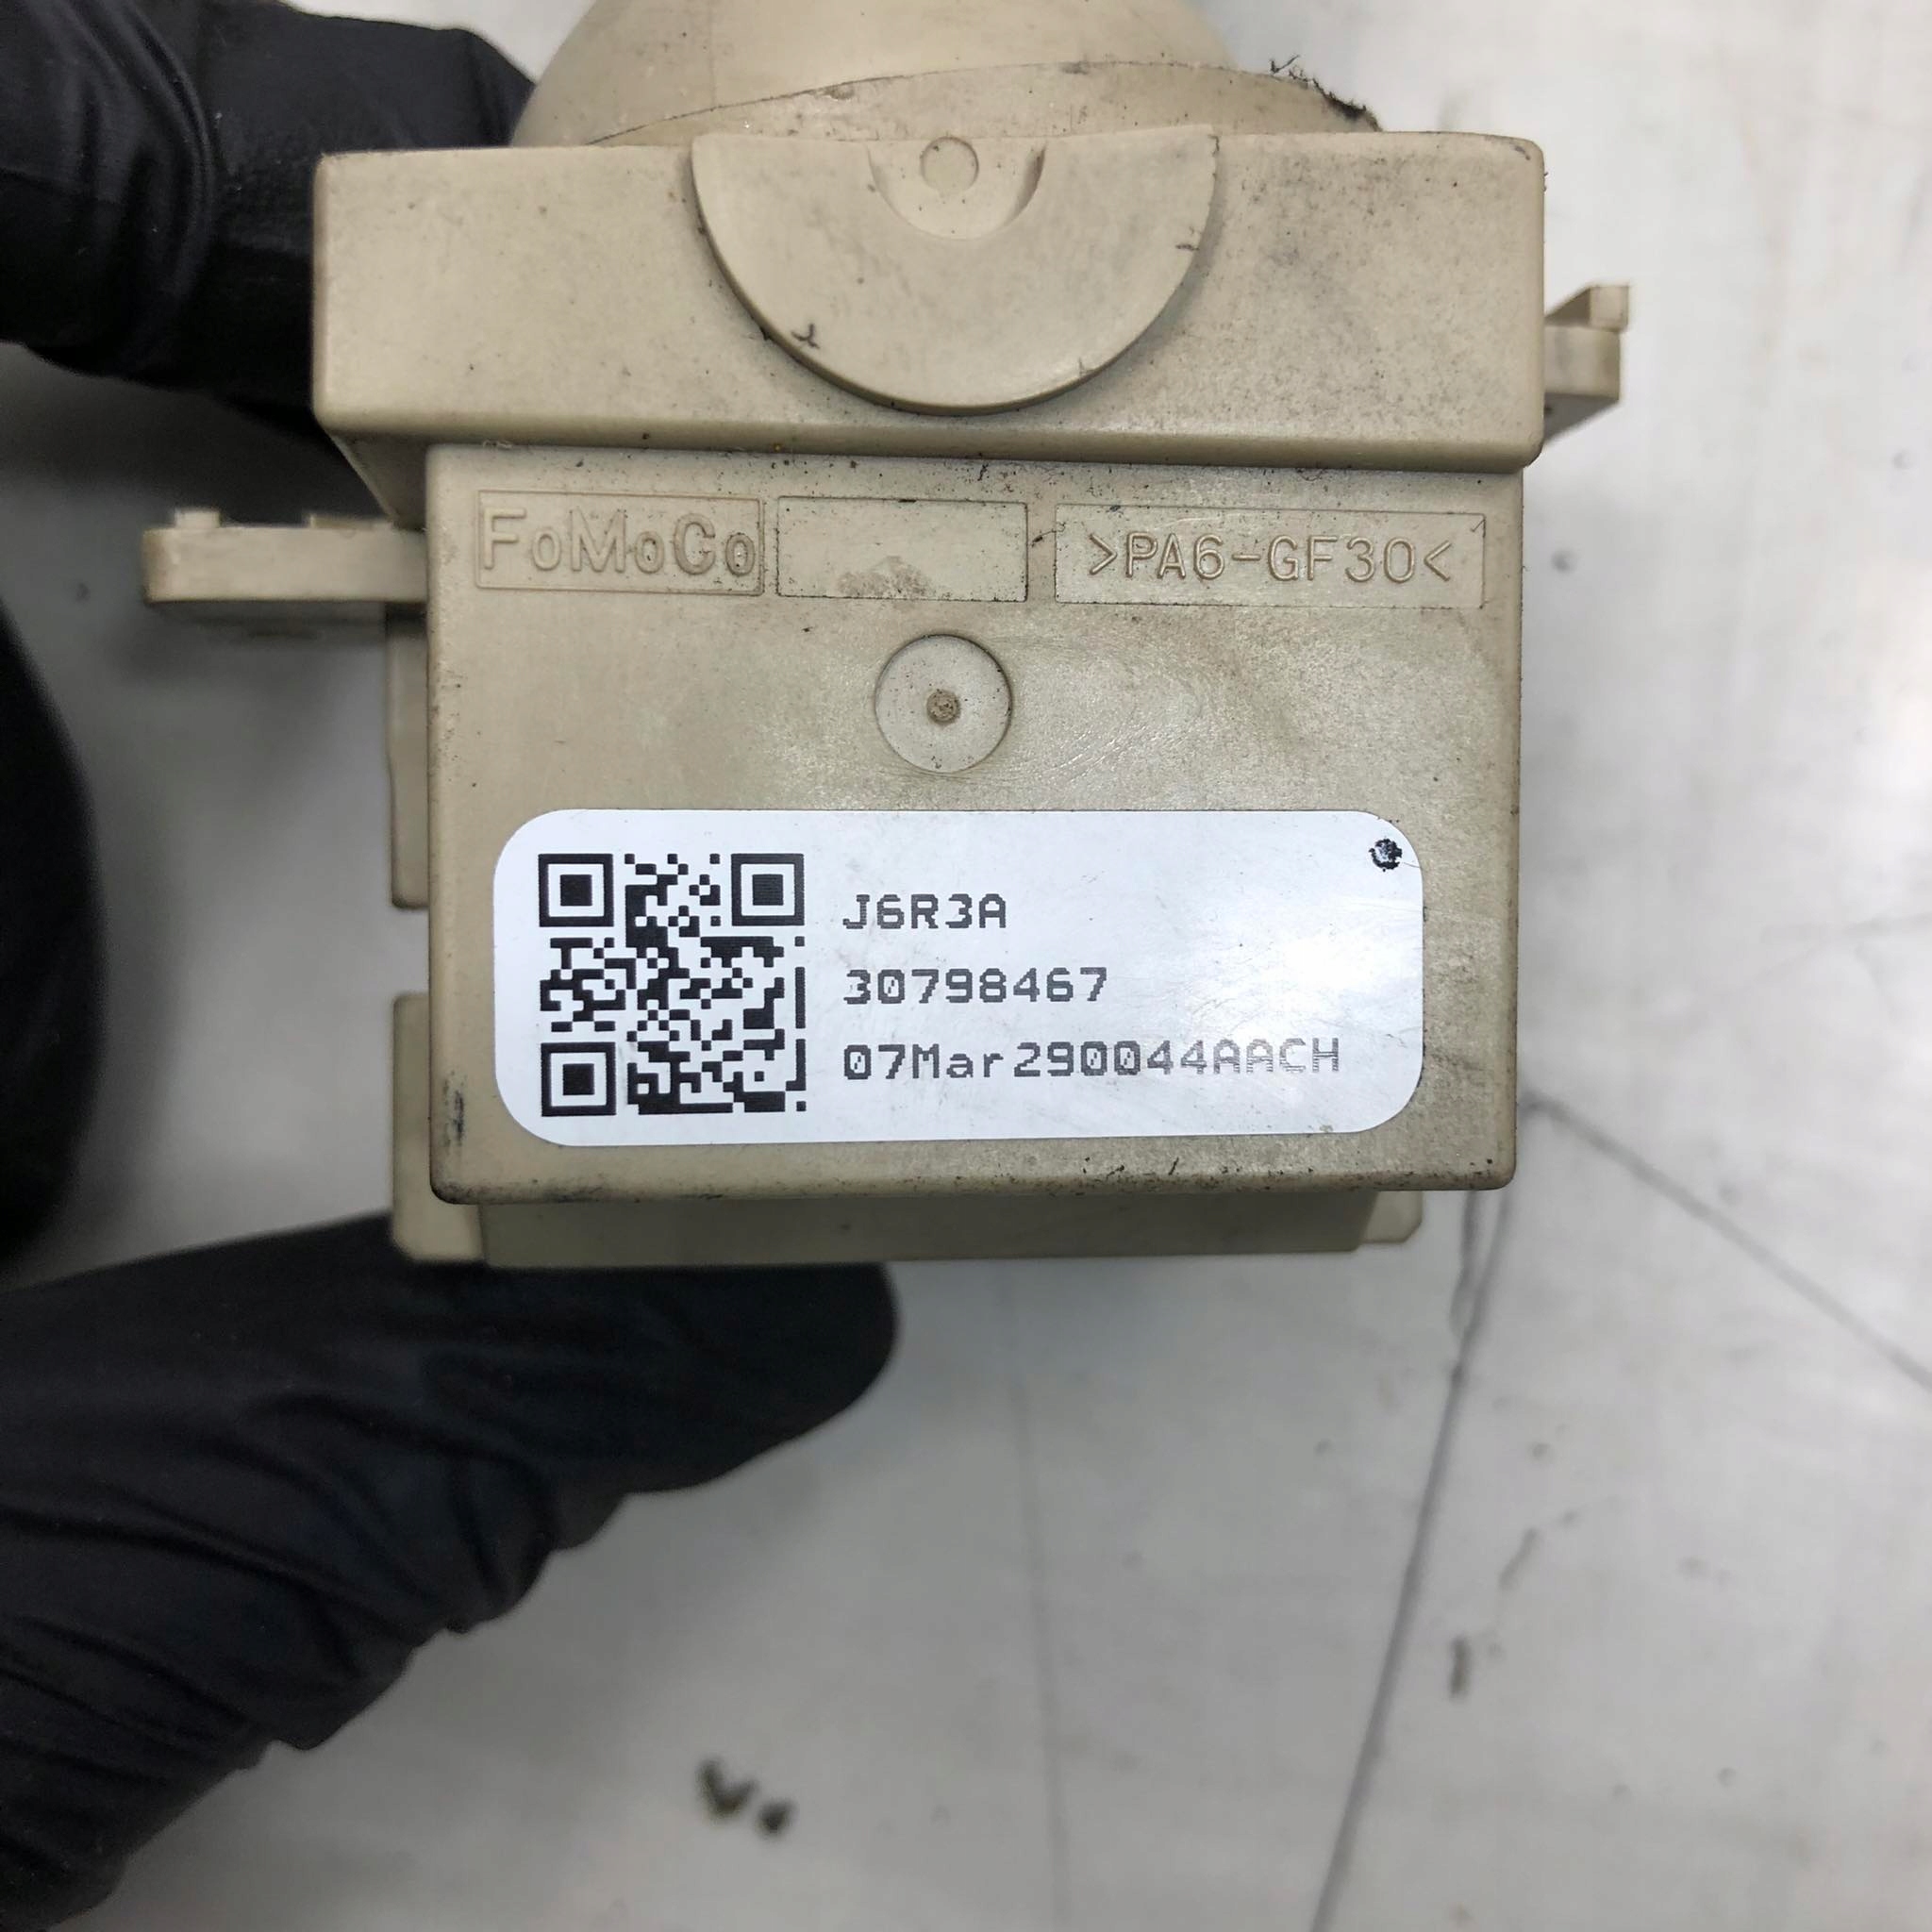 FoMoCo >PA6-GF30<
J6R3A
30798467
07Mar290044AACH